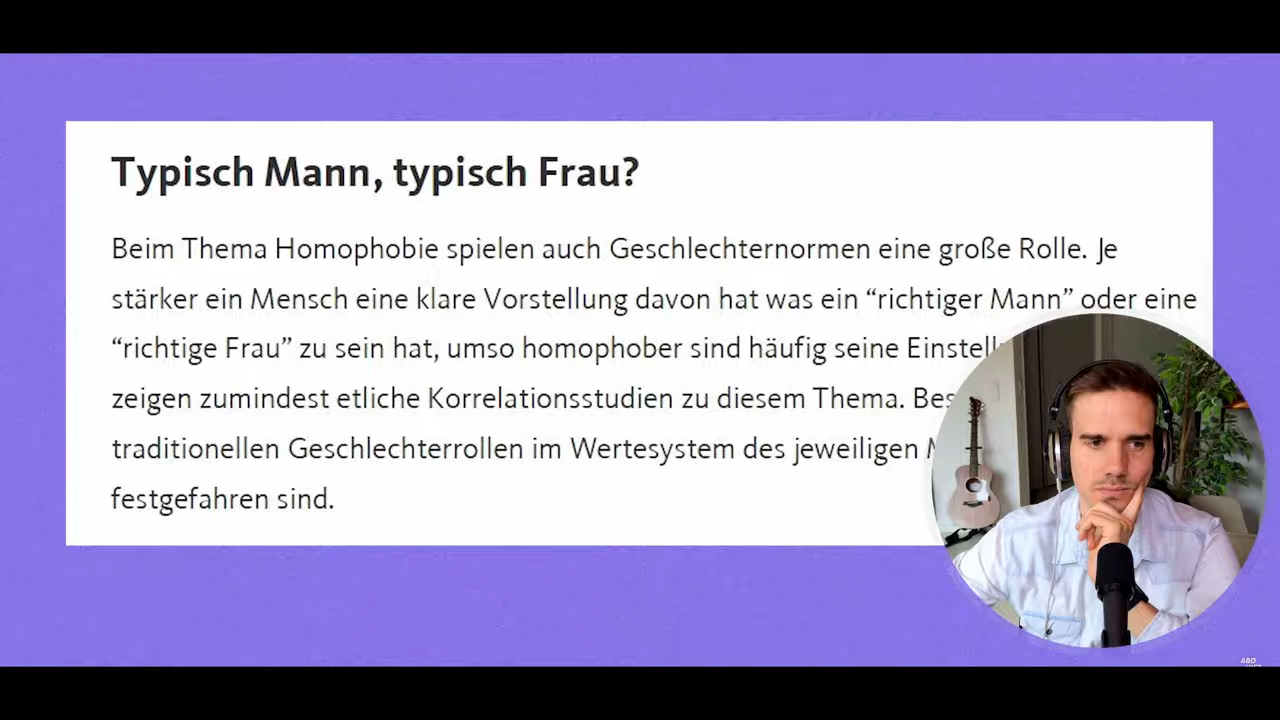 Typisch Mann, typisch Frau?
Beim Thema Homophobie spielen auch Geschlechternormen eine große Rolle. Je
stärker ein Mensch eine klare Vorstellung davon hat was ein “richtiger Mann” oder eine
“richtige Frau” zu sein hat, umso homophober sind häufig seine
zeigen zumindest etliche Korrelationsstudien zu diesem Thema.
traditionellen Geschlechterrollen im Wertesystem des jeweiligen
festgefahren sind.
ABO